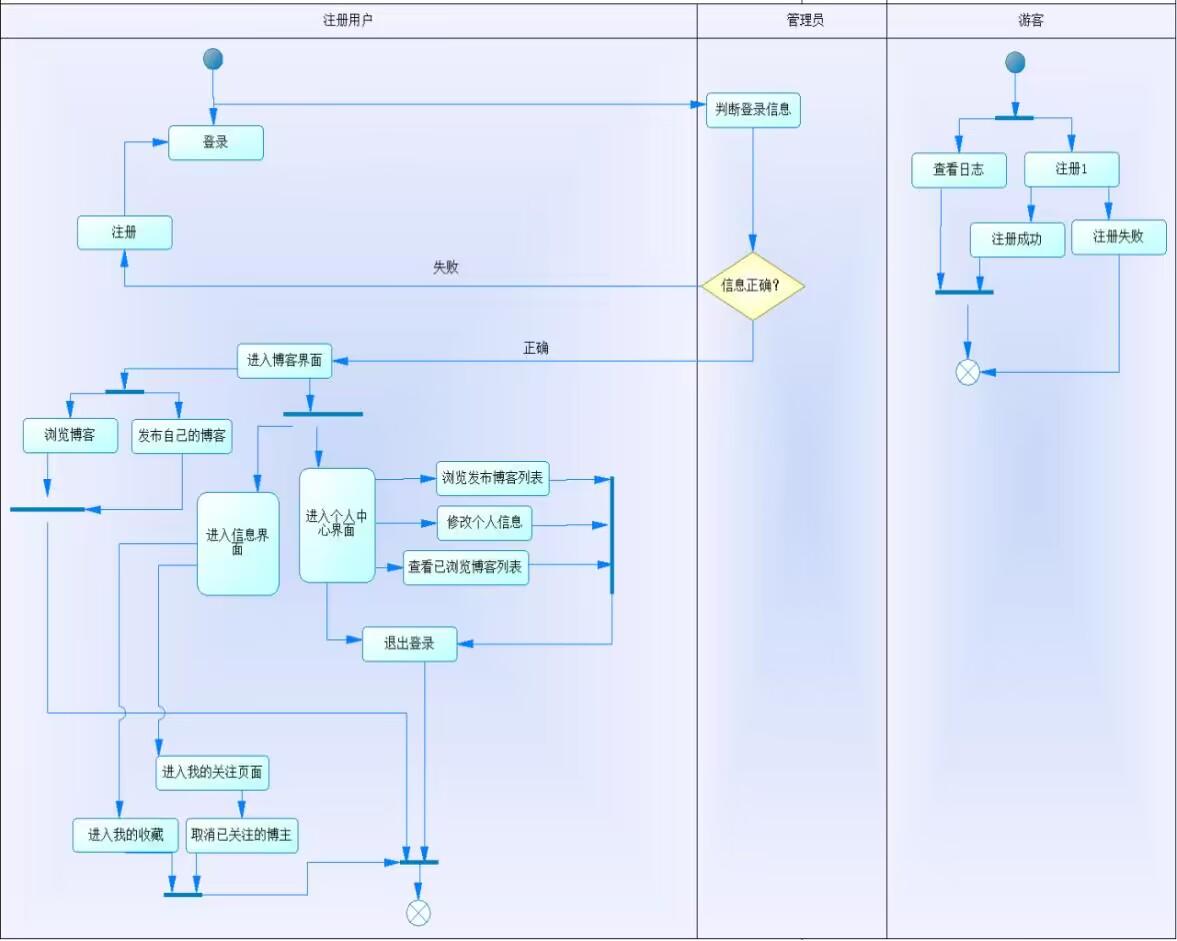 注册用户
管理员
游客
判断登录信息
登录
查看日志
注册1
注册
注册成功
注册失败
失败
信息正确？
正确
进入博客界面
浏览博客
发布自己的博客
浏览发布博客列表
进入个人中
心界面
修改个人信息
进入信息界
面
查看已浏览博客列表
退出登录
进入我的关注页面
进入我的收藏
取消已关注的博主